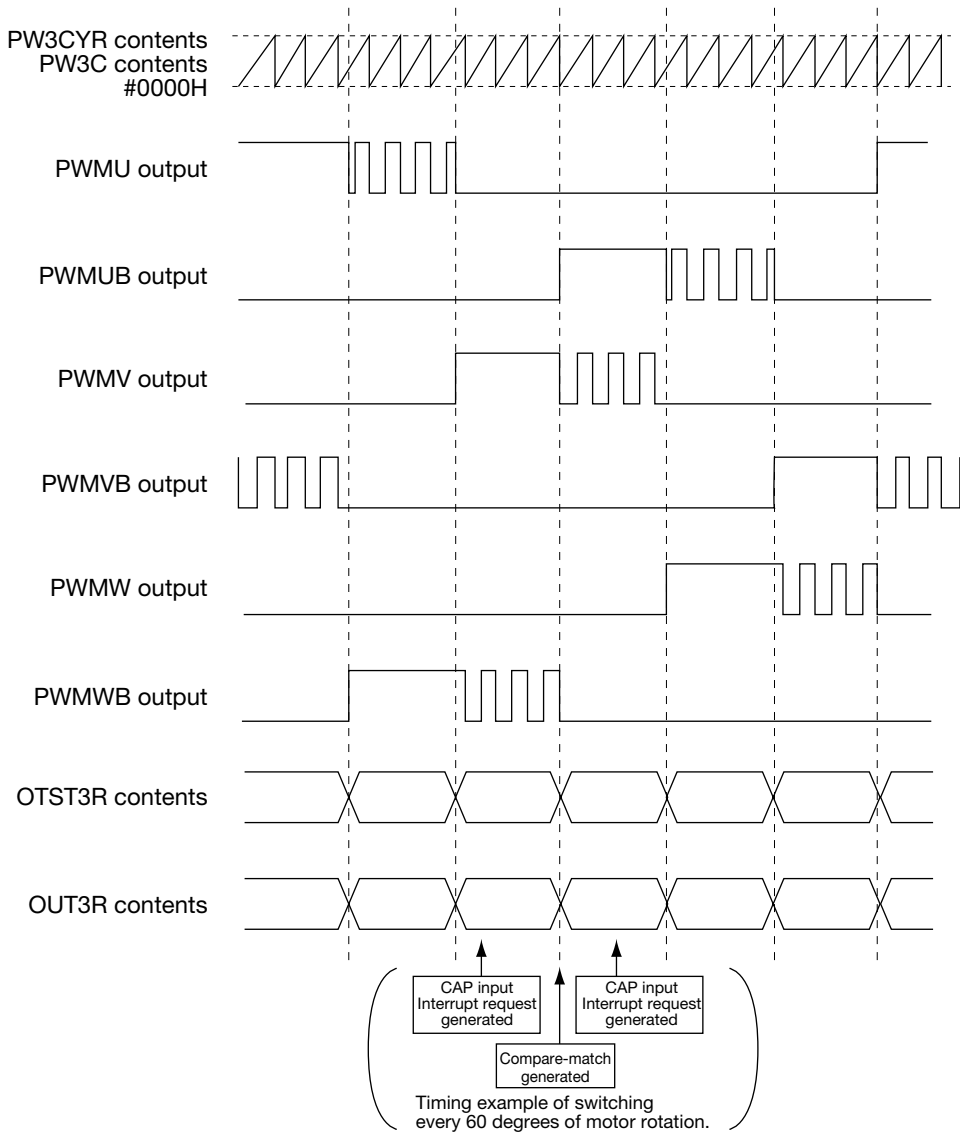 PW3CYR contents
PW3C contents
#0000H
PWMU output
PWMUB output
PWMV output
PWMVB output
PWMW output
PWMWB output
OTST3R contents
OUT3R contents
CAP input
Interrupt request
generated
CAP input
Interrupt request
generated
Compare-match
generated
Timing example of switching
every 60 degrees of motor rotation.